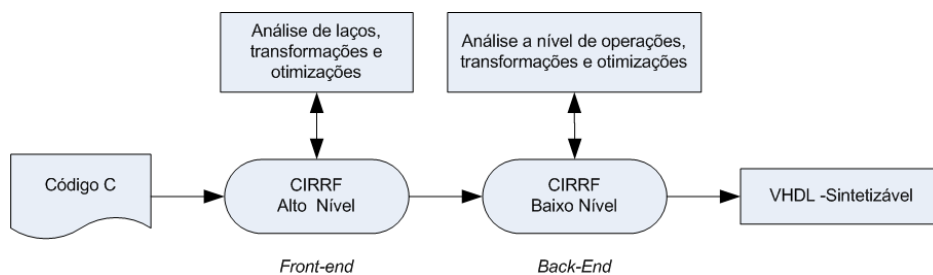 Análise de laços,
transformações e
otimizações
Análise a nível de operações,
transformações e otimizações
Código C
CIRRF
Alto Nível
CIRRF
Baixo Nível
VHDL -Sintetizável
Front-end
Back-End